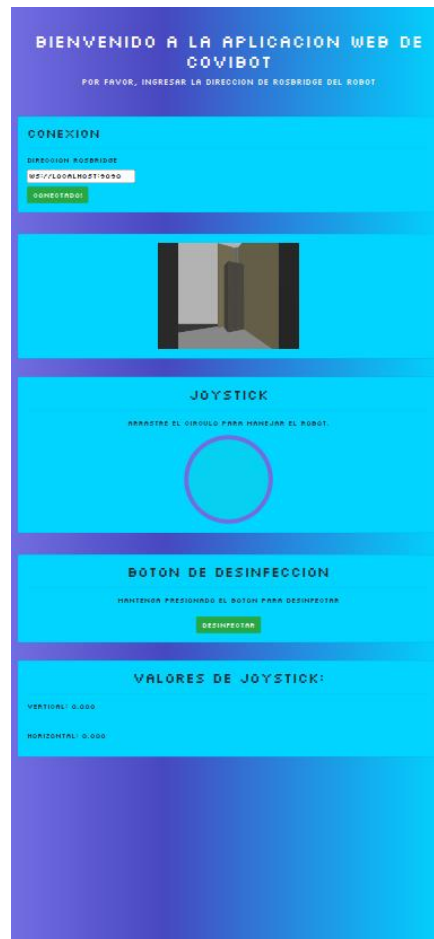 BIENVENIDO A LA APLICACION WEB DE
COVIBOT
POR FAVOR, INGRESAR LA DIRECCION DE ROSBRIDGE DEL ROBOT
CONEXION
DIRECCION ROSBRIDGE
WS://LOCALHOST:9090
CONECTADO!
JOYSTICK
ARRASTRE EL CIRCULO PARA MANEJAR EL ROBOT.
BOTON DE DESINFECCION
MANTENGA PRESIONADO EL BOTON PARA DESINFECTAR
DESINFECTAR
VALORES DE JOYSTICK:
VERTICAL: 0.000
HORIZONTAL: 0.000